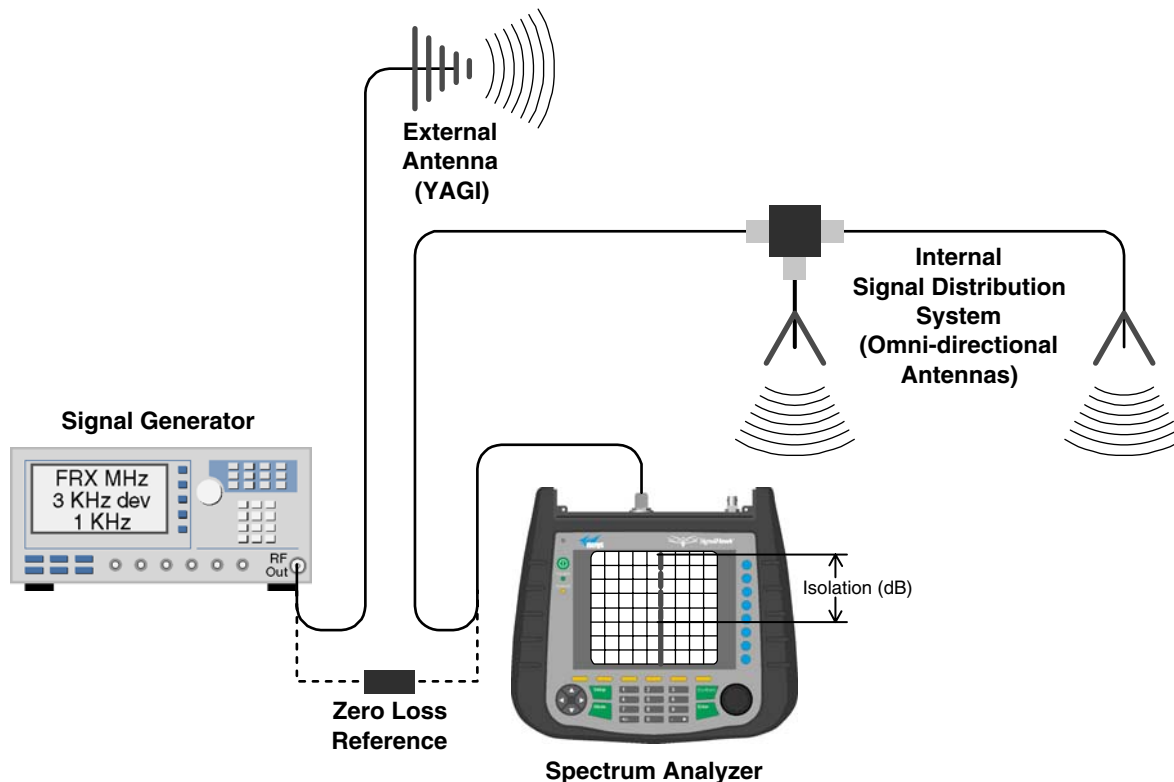 External
Antenna
(YAGI)
Internal
Signal Distribution
System
(Omni-directional
Antennas)
Signal Generator
FRX MHz
3 KHz dev
1 KHz
RF
Out
Isolation (dB)
Zero Loss
Reference
Spectrum Analyzer